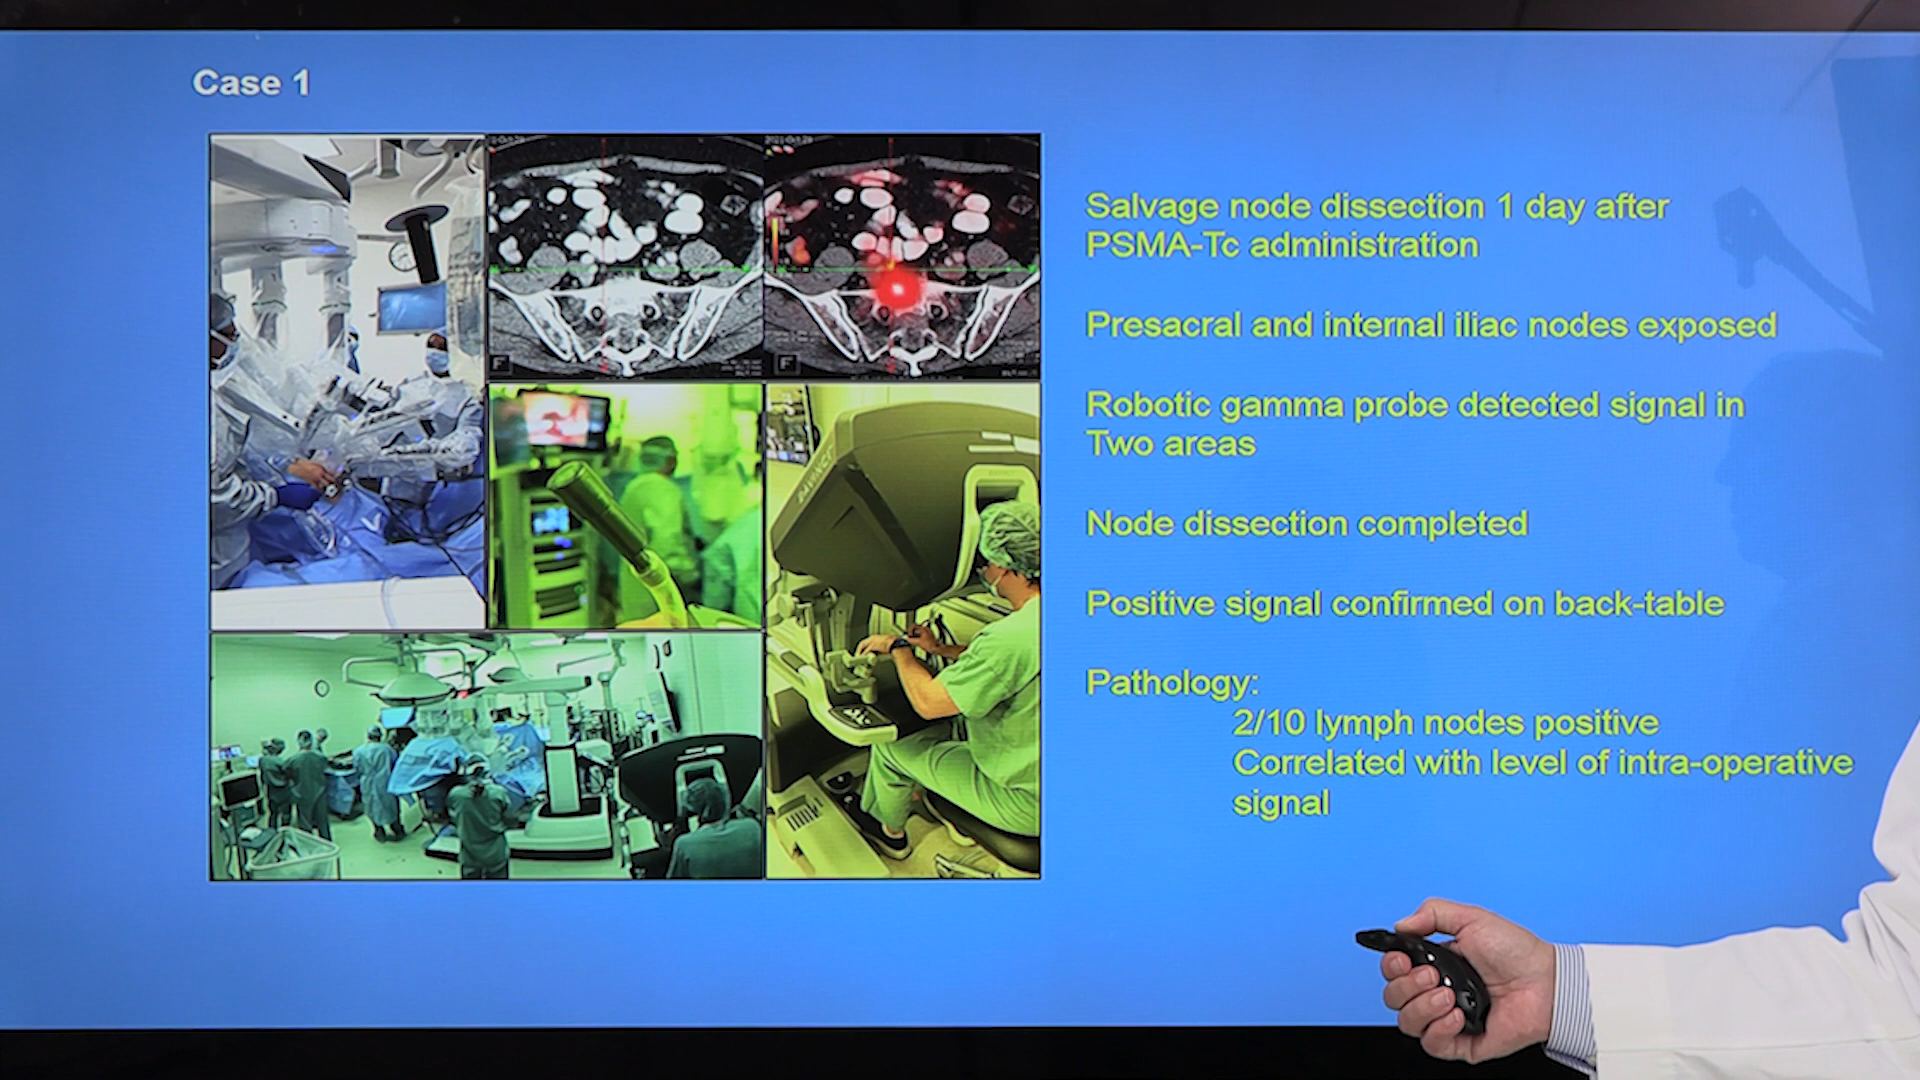 Case 1
Salvage node dissection 1 day after
PSMA-Tc administration
Presacral and internal iliac nodes exposed
Robotic gamma probe detected signal in
Two areas
Node dissection completed
Positive signal confirmed on back-table
Pathology:
2/10 lymph nodes positive
Correlated with level of intra-operative
signal
F
F